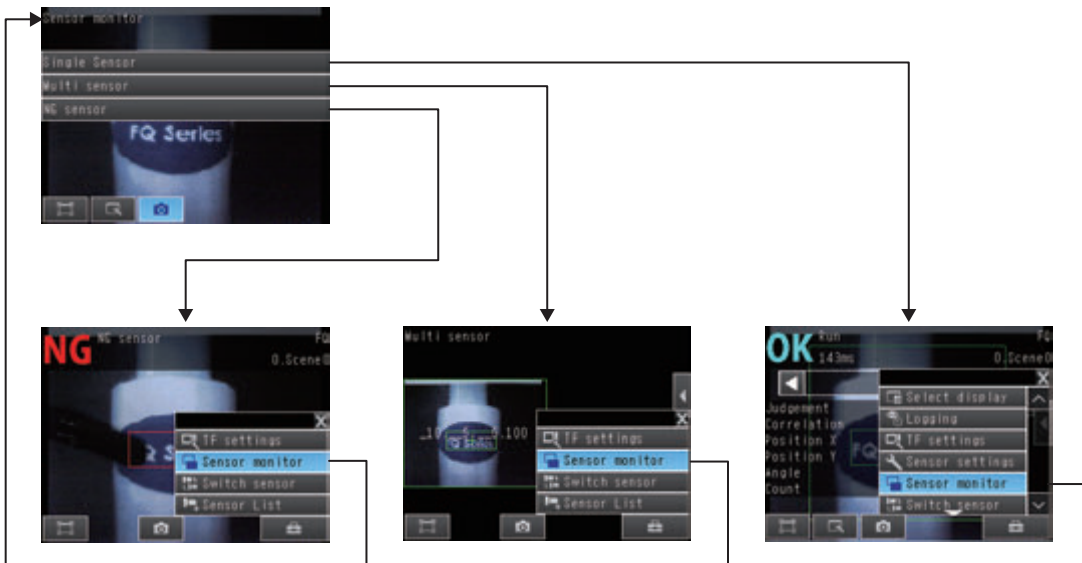 Sensor monitor
Single Sensor
Multi sensor
NG sensor
FQ Series
NG
NG sensor
FQ
0.Scene0
TF settings
Sensor monitor
Switch sensor
Sensor List
Multi sensor
X
TF settings
Sensor monitor
Switch sensor
Sensor List
OK
Run
FQ
143ms
0.Scene00
X
Select display
Logging
TF settings
Sensor settings
Sensor monitor
Switch sensor
Judgement
Correlation
Position X
Position Y
Angle
Count
FQ